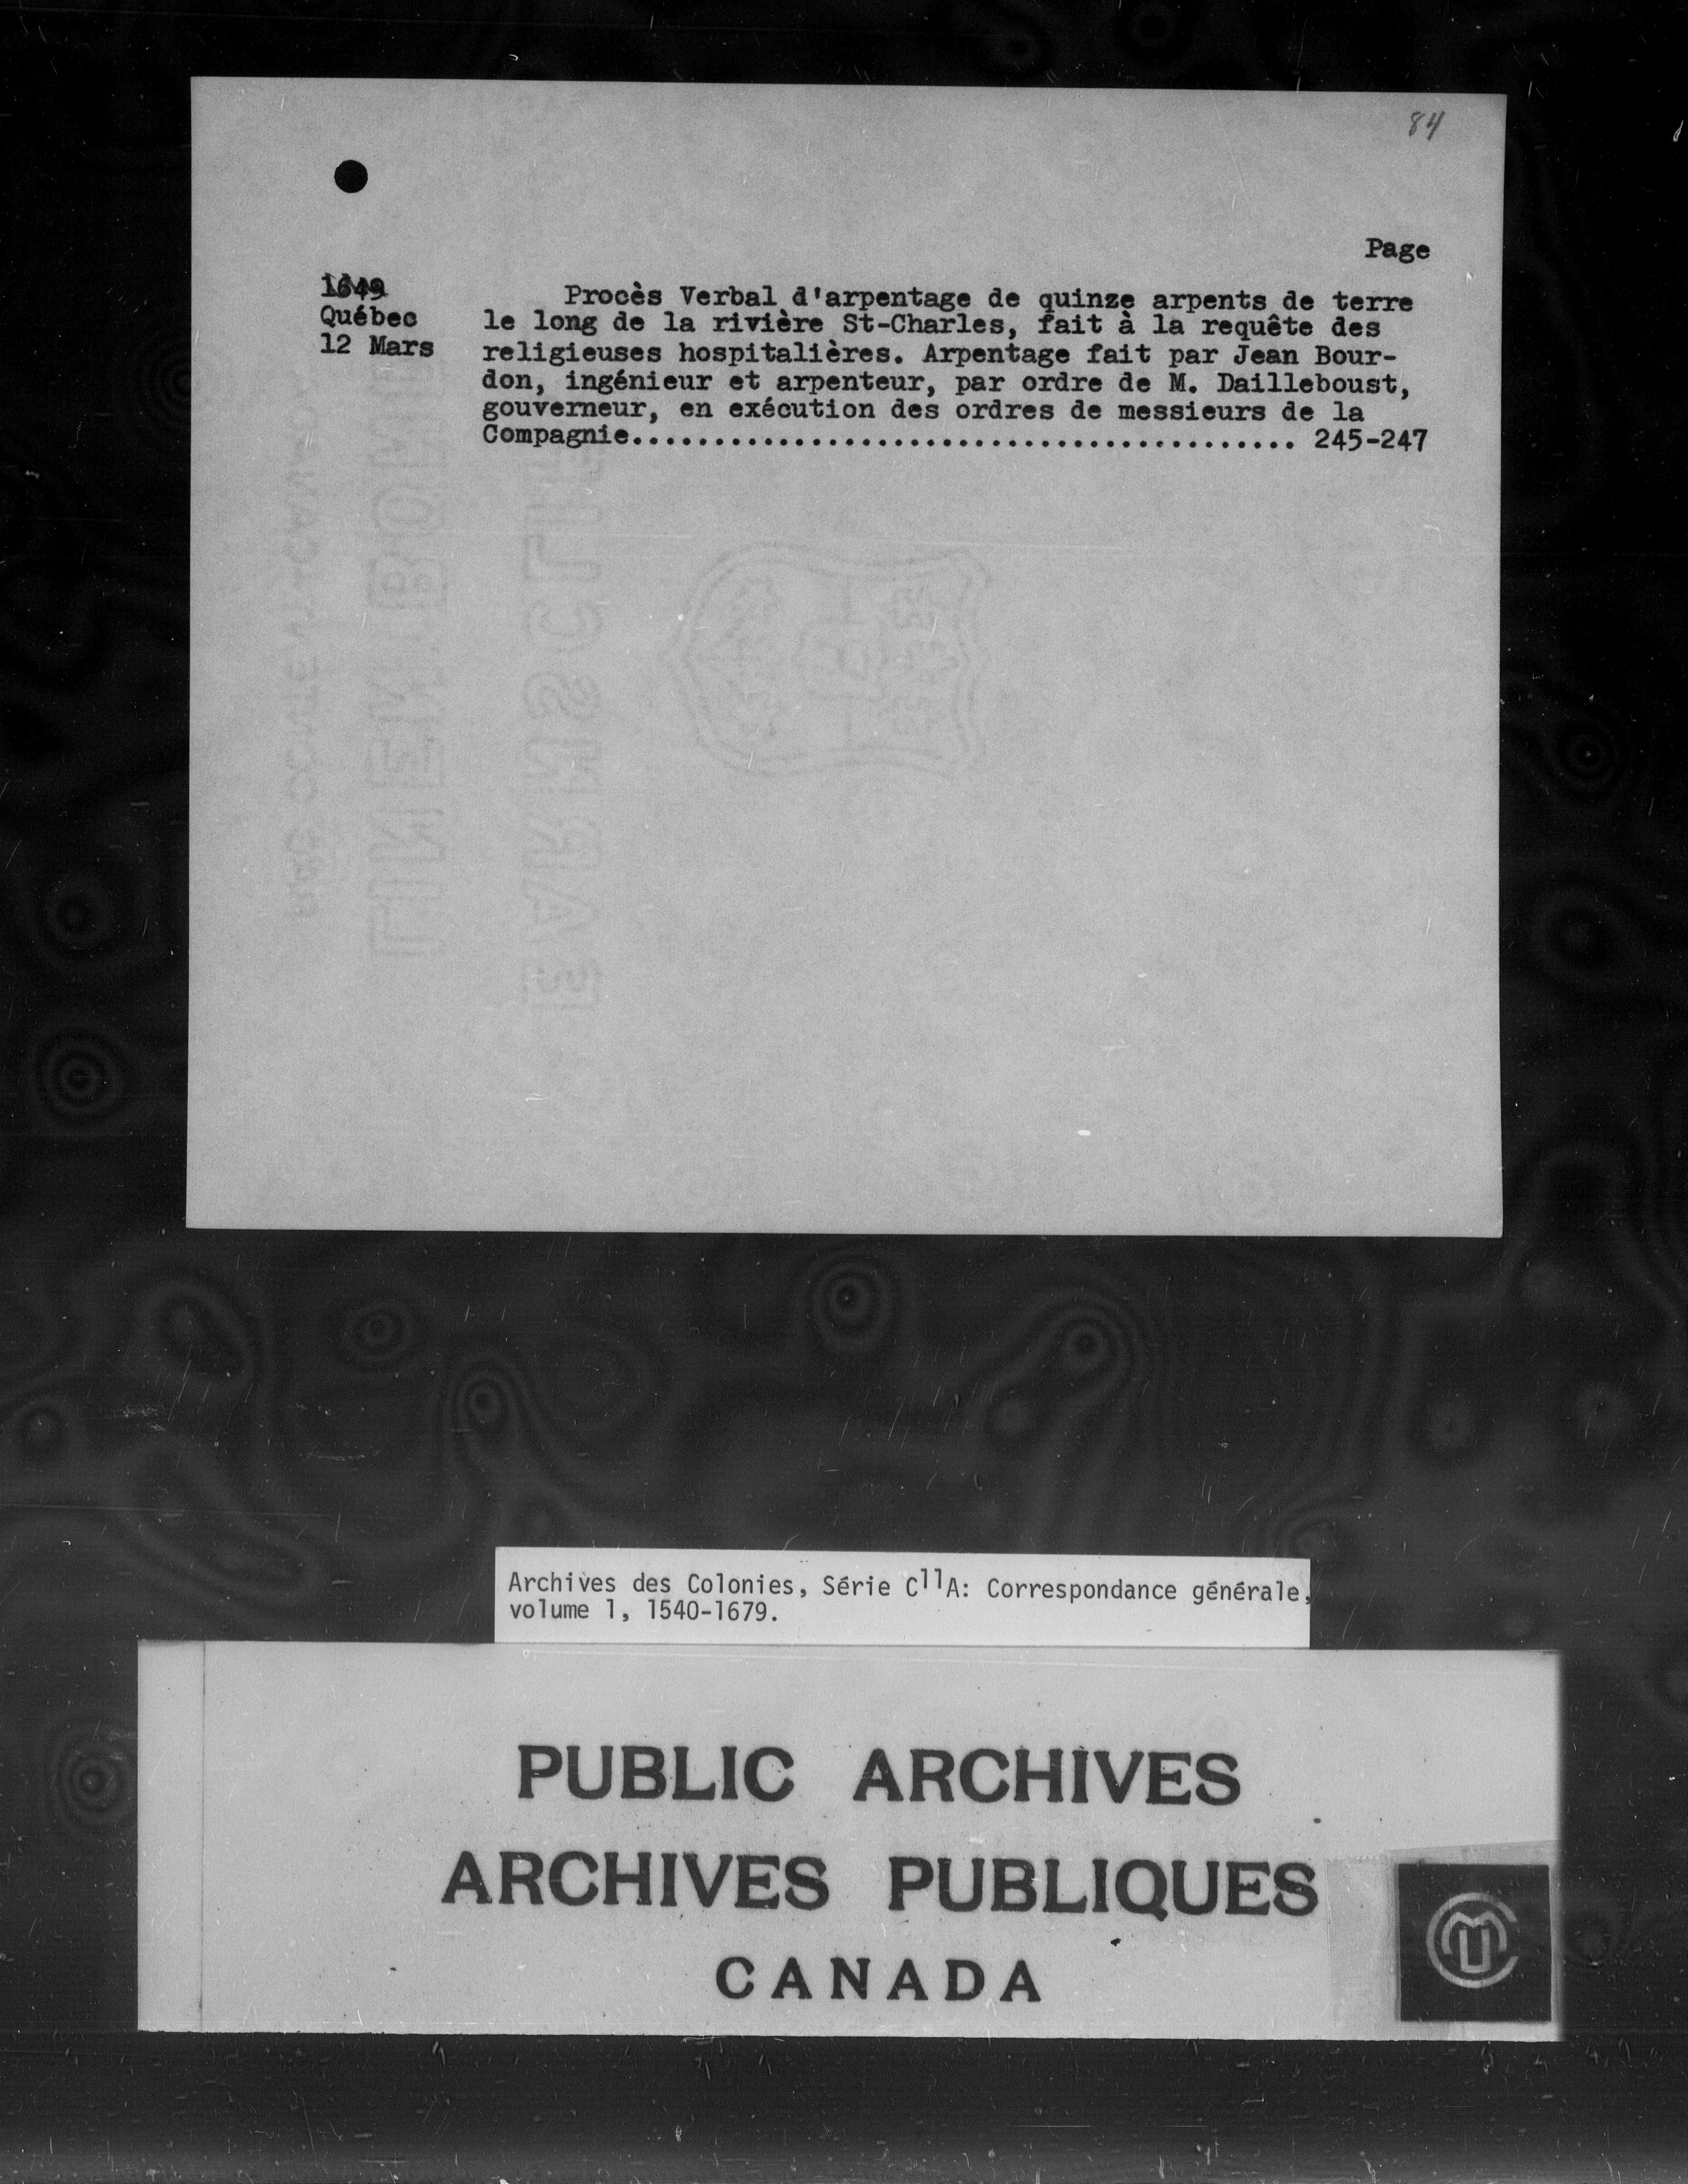 84
Page
1649
Québec
12 Mars
Procès Verbal d'arpentage de quinze arpents de terre
le long de la rivière St-Charles, fait à la requête des
religieuses hospitalières. Arpentage fait par Jean Bour-
don, ingénieur et arpenteur, par ordre de M. Dailleboust,
gouverneur, en exécution des ordres de messieurs de la
Compagnie......................................... 245-247
Archives des Colonies, Série C11A: Correspondance générale,
volume 1, 1540-1679.
PUBLIC ARCHIVES
ARCHIVES PUBLIQUES
CANADA